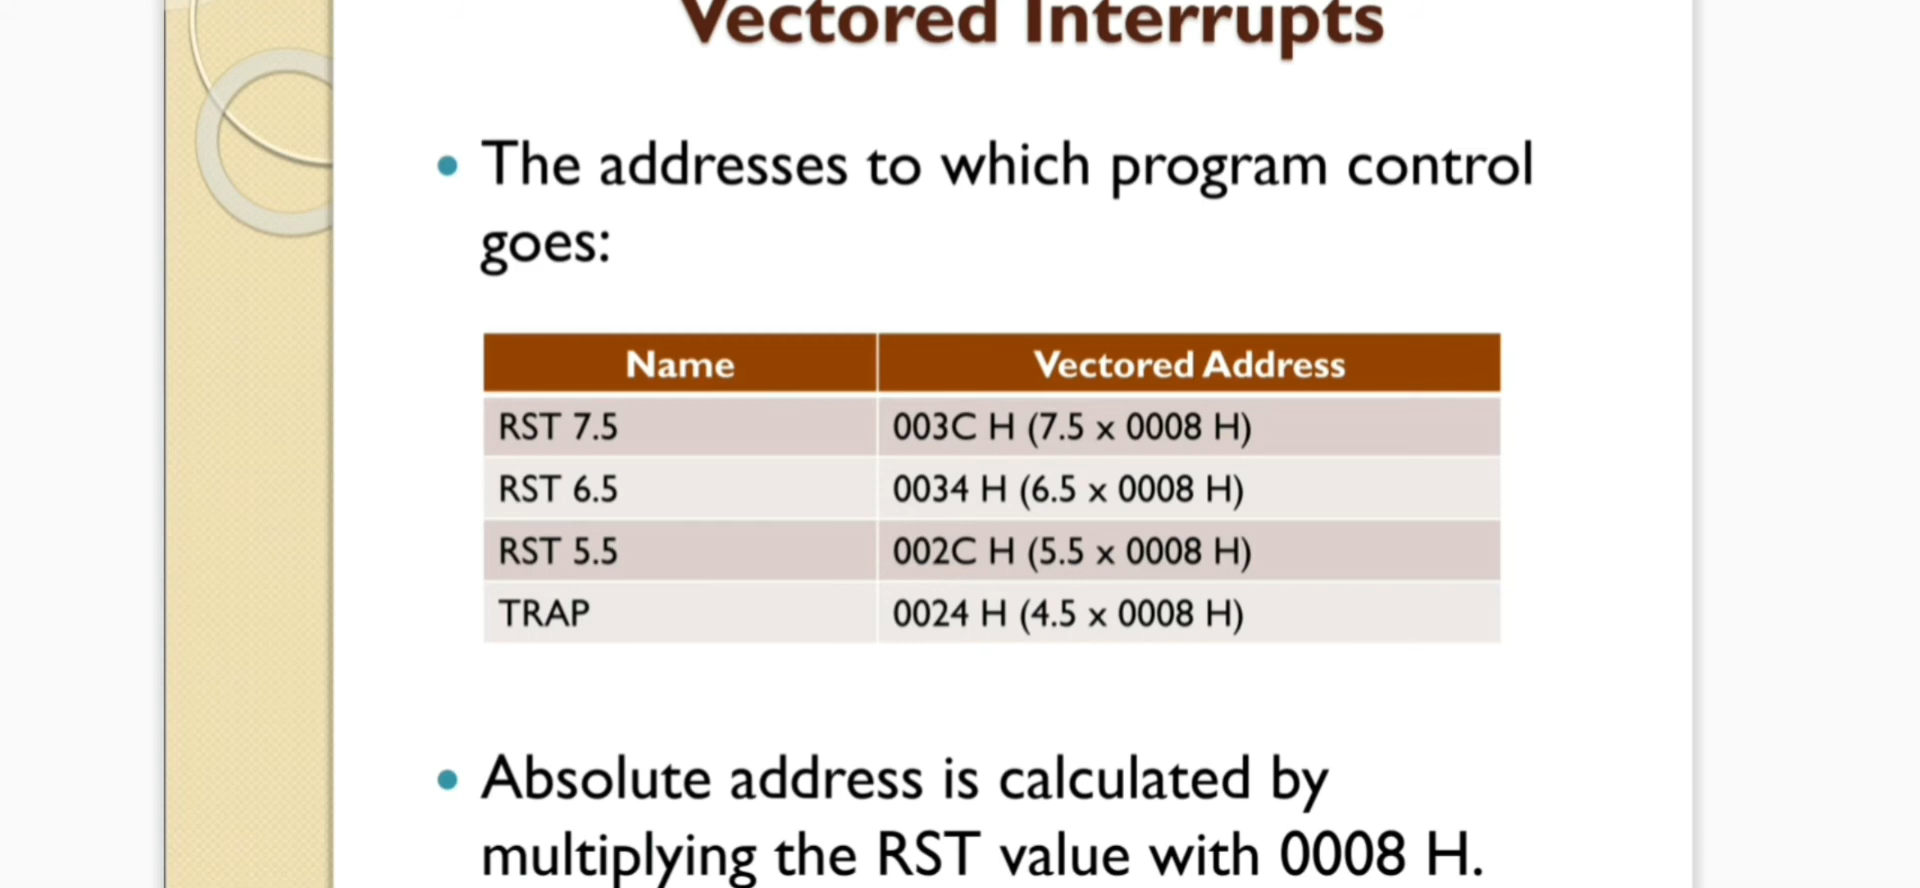 Vectored Interrupts
• The addresses to which program control
goes:
Name Vectored Address
RST 7.5 003C H (7.5 x 0008 H)
RST 6.5 0034 H (6.5 x 0008 H)
RST 5.5 002C H (5.5 x 0008 H)
TRAP 0024 H (4.5 x 0008 H)
• Absolute address is calculated by
multiplying the RST value with 0008 H.